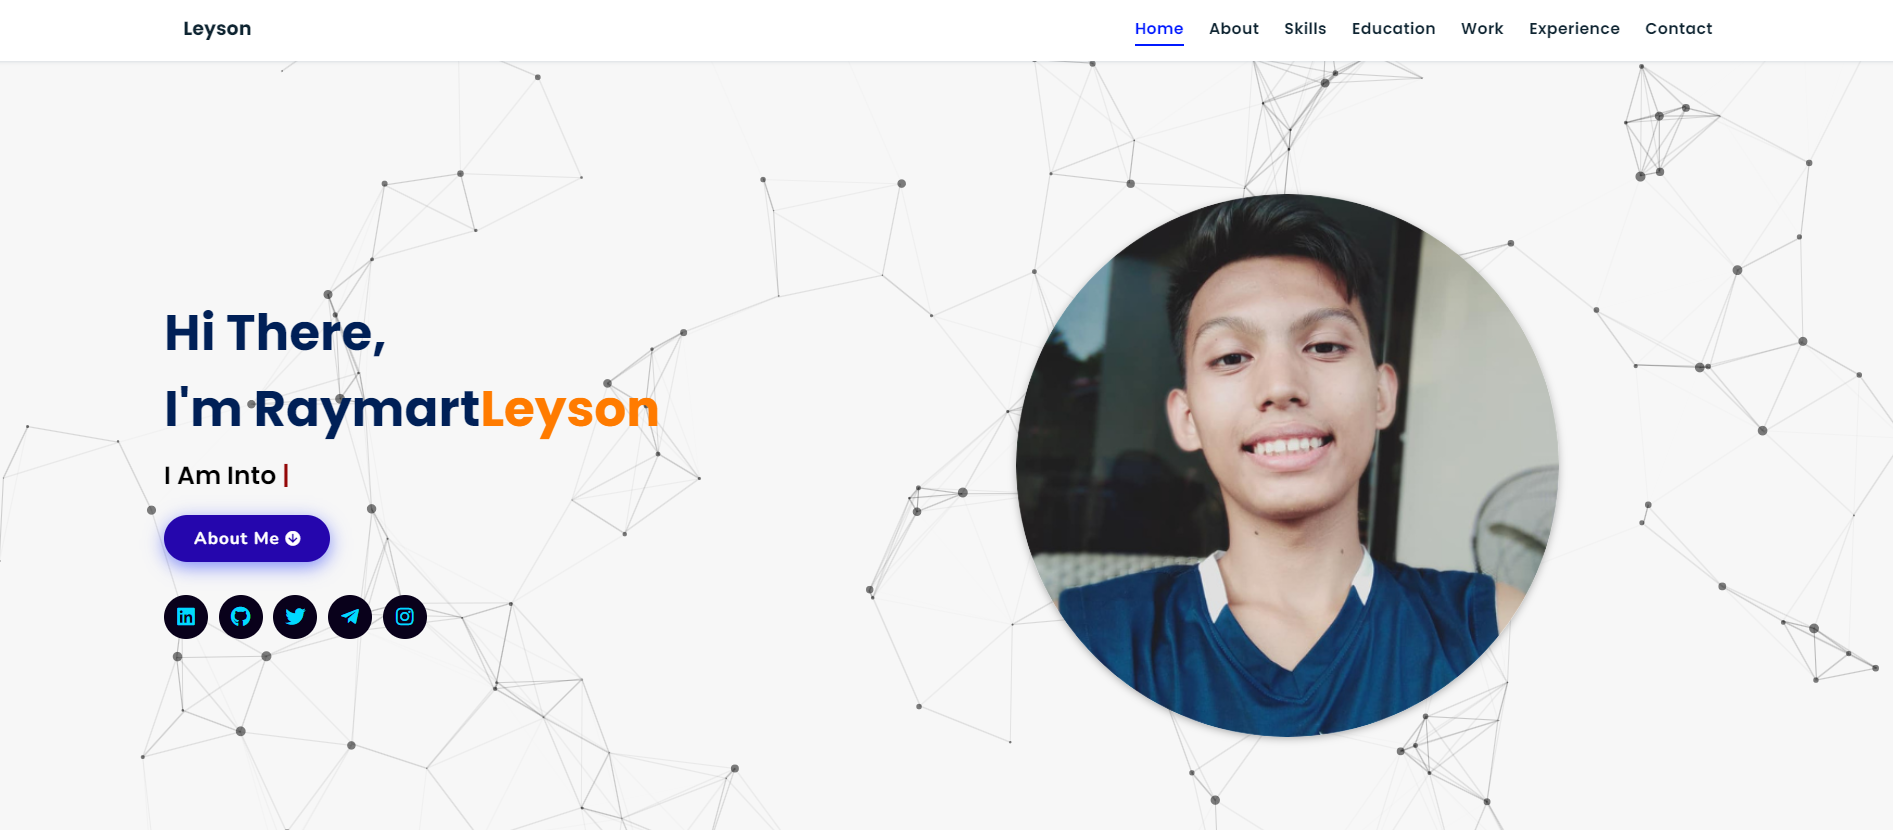 Leyson
Home About Skills Education Work Experience Contact
Hi There,
I'm RaymartLeyson
I Am Into |
About Me